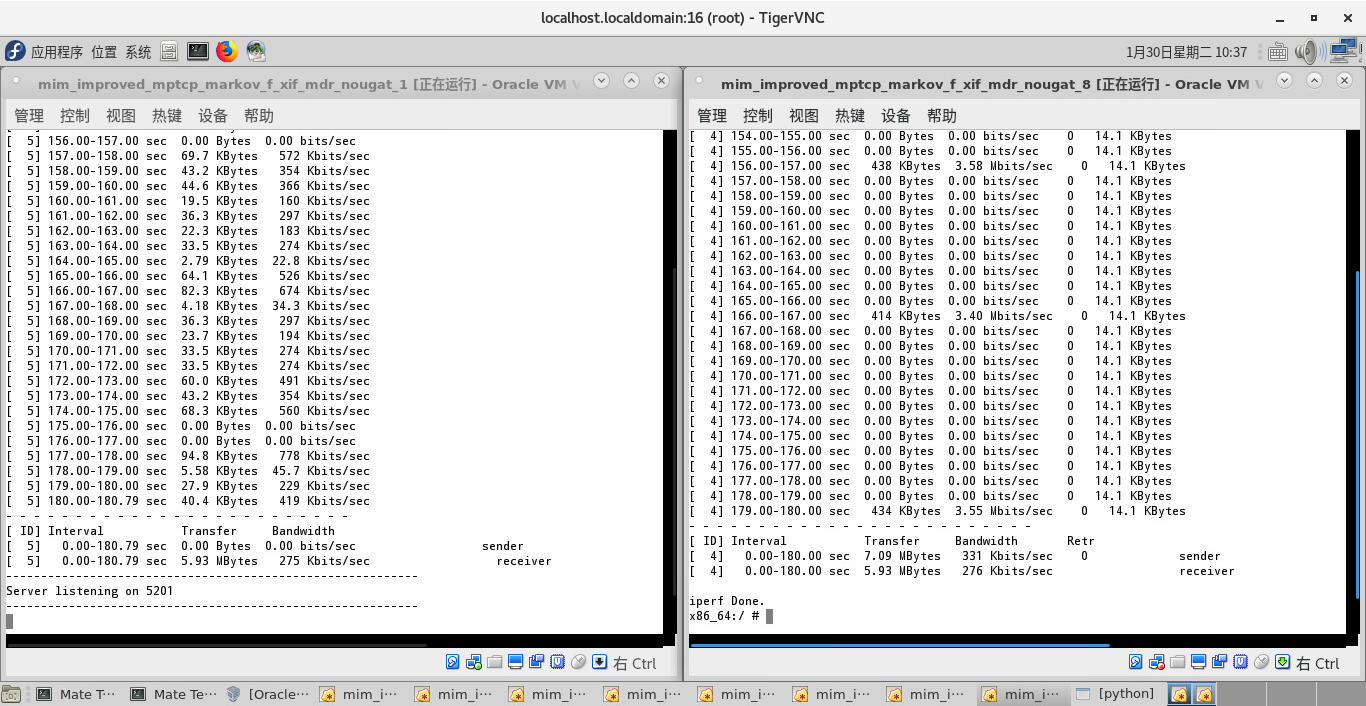 localhost.localdomain:16 (root) - TigerVNC
应用程序 位置 系统
1月30日星期二 10:37
mim_improved_mptcp_markov_f_xif_mdr_nougat_1 [正在运行] - Oracle VM V
管理 控制 视图 热键 设备 帮助
[  5] 156.00-157.00 sec  0.00 Bytes  0.00 bits/sec
[  5] 157.00-158.00 sec  69.7 KBytes   572 Kbits/sec
[  5] 158.00-159.00 sec  43.2 KBytes   354 Kbits/sec
[  5] 159.00-160.00 sec  44.6 KBytes   366 Kbits/sec
[  5] 160.00-161.00 sec  19.5 KBytes   160 Kbits/sec
[  5] 161.00-162.00 sec  36.3 KBytes   297 Kbits/sec
[  5] 162.00-163.00 sec  22.3 KBytes   183 Kbits/sec
[  5] 163.00-164.00 sec  33.5 KBytes   274 Kbits/sec
[  5] 164.00-165.00 sec  2.79 KBytes  22.8 Kbits/sec
[  5] 165.00-166.00 sec  64.1 KBytes   526 Kbits/sec
[  5] 166.00-167.00 sec  82.3 KBytes   674 Kbits/sec
[  5] 167.00-168.00 sec  4.18 KBytes  34.3 Kbits/sec
[  5] 168.00-169.00 sec  36.3 KBytes   297 Kbits/sec
[  5] 169.00-170.00 sec  23.7 KBytes   194 Kbits/sec
[  5] 170.00-171.00 sec  33.5 KBytes   274 Kbits/sec
[  5] 171.00-172.00 sec  33.5 KBytes   274 Kbits/sec
[  5] 172.00-173.00 sec  60.0 KBytes   491 Kbits/sec
[  5] 173.00-174.00 sec  43.2 KBytes   354 Kbits/sec
[  5] 174.00-175.00 sec  68.3 KBytes   560 Kbits/sec
[  5] 175.00-176.00 sec  0.00 Bytes  0.00 bits/sec
[  5] 176.00-177.00 sec  0.00 Bytes  0.00 bits/sec
[  5] 177.00-178.00 sec  94.8 KBytes   778 Kbits/sec
[  5] 178.00-179.00 sec  5.58 KBytes  45.7 Kbits/sec
[  5] 179.00-180.00 sec  27.9 KBytes   229 Kbits/sec
[  5] 180.00-180.79 sec  40.4 KBytes   419 Kbits/sec
- - - - - - - - - - - - - - - - - - - - - - - - -
[ ID] Interval           Transfer     Bandwidth
[  5]   0.00-180.79 sec  0.00 Bytes  0.00 bits/sec                  sender
[  5]   0.00-180.79 sec  5.93 MBytes   275 Kbits/sec                  receiver
-----------------------------------------------------------
Server listening on 5201
-----------------------------------------------------------
右 Ctrl
mim_improved_mptcp_markov_f_xif_mdr_nougat_8 [正在运行] - Oracle VM V
管理 控制 视图 热键 设备 帮助
[  4] 154.00-155.00 sec  0.00 Bytes  0.00 bits/sec    0   14.1 KBytes
[  4] 155.00-156.00 sec  0.00 Bytes  0.00 bits/sec    0   14.1 KBytes
[  4] 156.00-157.00 sec   438 KBytes  3.58 Mbits/sec    0   14.1 KBytes
[  4] 157.00-158.00 sec  0.00 Bytes  0.00 bits/sec    0   14.1 KBytes
[  4] 158.00-159.00 sec  0.00 Bytes  0.00 bits/sec    0   14.1 KBytes
[  4] 159.00-160.00 sec  0.00 Bytes  0.00 bits/sec    0   14.1 KBytes
[  4] 160.00-161.00 sec  0.00 Bytes  0.00 bits/sec    0   14.1 KBytes
[  4] 161.00-162.00 sec  0.00 Bytes  0.00 bits/sec    0   14.1 KBytes
[  4] 162.00-163.00 sec  0.00 Bytes  0.00 bits/sec    0   14.1 KBytes
[  4] 163.00-164.00 sec  0.00 Bytes  0.00 bits/sec    0   14.1 KBytes
[  4] 164.00-165.00 sec  0.00 Bytes  0.00 bits/sec    0   14.1 KBytes
[  4] 165.00-166.00 sec  0.00 Bytes  0.00 bits/sec    0   14.1 KBytes
[  4] 166.00-167.00 sec   414 KBytes  3.40 Mbits/sec    0   14.1 KBytes
[  4] 167.00-168.00 sec  0.00 Bytes  0.00 bits/sec    0   14.1 KBytes
[  4] 168.00-169.00 sec  0.00 Bytes  0.00 bits/sec    0   14.1 KBytes
[  4] 169.00-170.00 sec  0.00 Bytes  0.00 bits/sec    0   14.1 KBytes
[  4] 170.00-171.00 sec  0.00 Bytes  0.00 bits/sec    0   14.1 KBytes
[  4] 171.00-172.00 sec  0.00 Bytes  0.00 bits/sec    0   14.1 KBytes
[  4] 172.00-173.00 sec  0.00 Bytes  0.00 bits/sec    0   14.1 KBytes
[  4] 173.00-174.00 sec  0.00 Bytes  0.00 bits/sec    0   14.1 KBytes
[  4] 174.00-175.00 sec  0.00 Bytes  0.00 bits/sec    0   14.1 KBytes
[  4] 175.00-176.00 sec  0.00 Bytes  0.00 bits/sec    0   14.1 KBytes
[  4] 176.00-177.00 sec  0.00 Bytes  0.00 bits/sec    0   14.1 KBytes
[  4] 177.00-178.00 sec  0.00 Bytes  0.00 bits/sec    0   14.1 KBytes
[  4] 178.00-179.00 sec  0.00 Bytes  0.00 bits/sec    0   14.1 KBytes
[  4] 179.00-180.00 sec   434 KBytes  3.55 Mbits/sec    0   14.1 KBytes
- - - - - - - - - - - - - - - - - - - - - - - - -
[ ID] Interval           Transfer     Bandwidth       Retr
[  4]   0.00-180.00 sec  7.09 MBytes   331 Kbits/sec    0             sender
[  4]   0.00-180.00 sec  5.93 MBytes   276 Kbits/sec                  receiver
iperf Done.
x86_64:/ #
右 Ctrl
Mate T… Mate Te… [Oracle… mim_i… mim_i… mim_i… mim_i… mim_i… mim_i… mim_i… mim_i… [python]